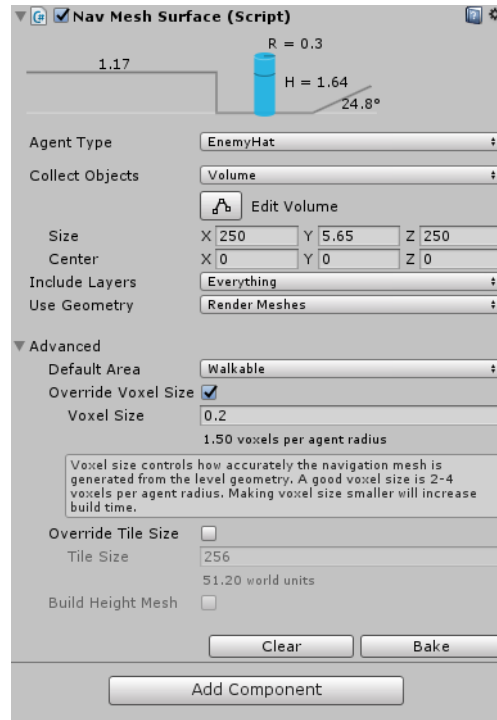 Nav Mesh Surface (Script)
R = 0.3
1.17
H = 1.64
24.8°
Agent Type EnemyHat
Collect Objects Volume
Edit Volume
Size X 250 Y 5.65 Z 250
Center X 0 Y 0 Z 0
Include Layers Everything
Use Geometry Render Meshes
Advanced
Default Area Walkable
Override Voxel Size
Voxel Size 0.2
1.50 voxels per agent radius
Voxel size controls how accurately the navigation mesh is
generated from the level geometry. A good voxel size is 2-4
voxels per agent radius. Making voxel size smaller will increase
build time.
Override Tile Size
Tile Size 256
51.20 world units
Build Height Mesh
Clear Bake
Add Component